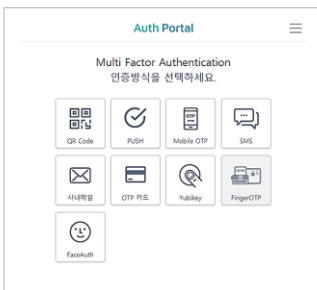 Auth Portal
Multi Factor Authentication
인증방식을 선택하세요.
QR Code
PUSH
Mobile OTP
SMS
사내메일
OTP 카드
Yubikey
FingerOTP
FaceAuth